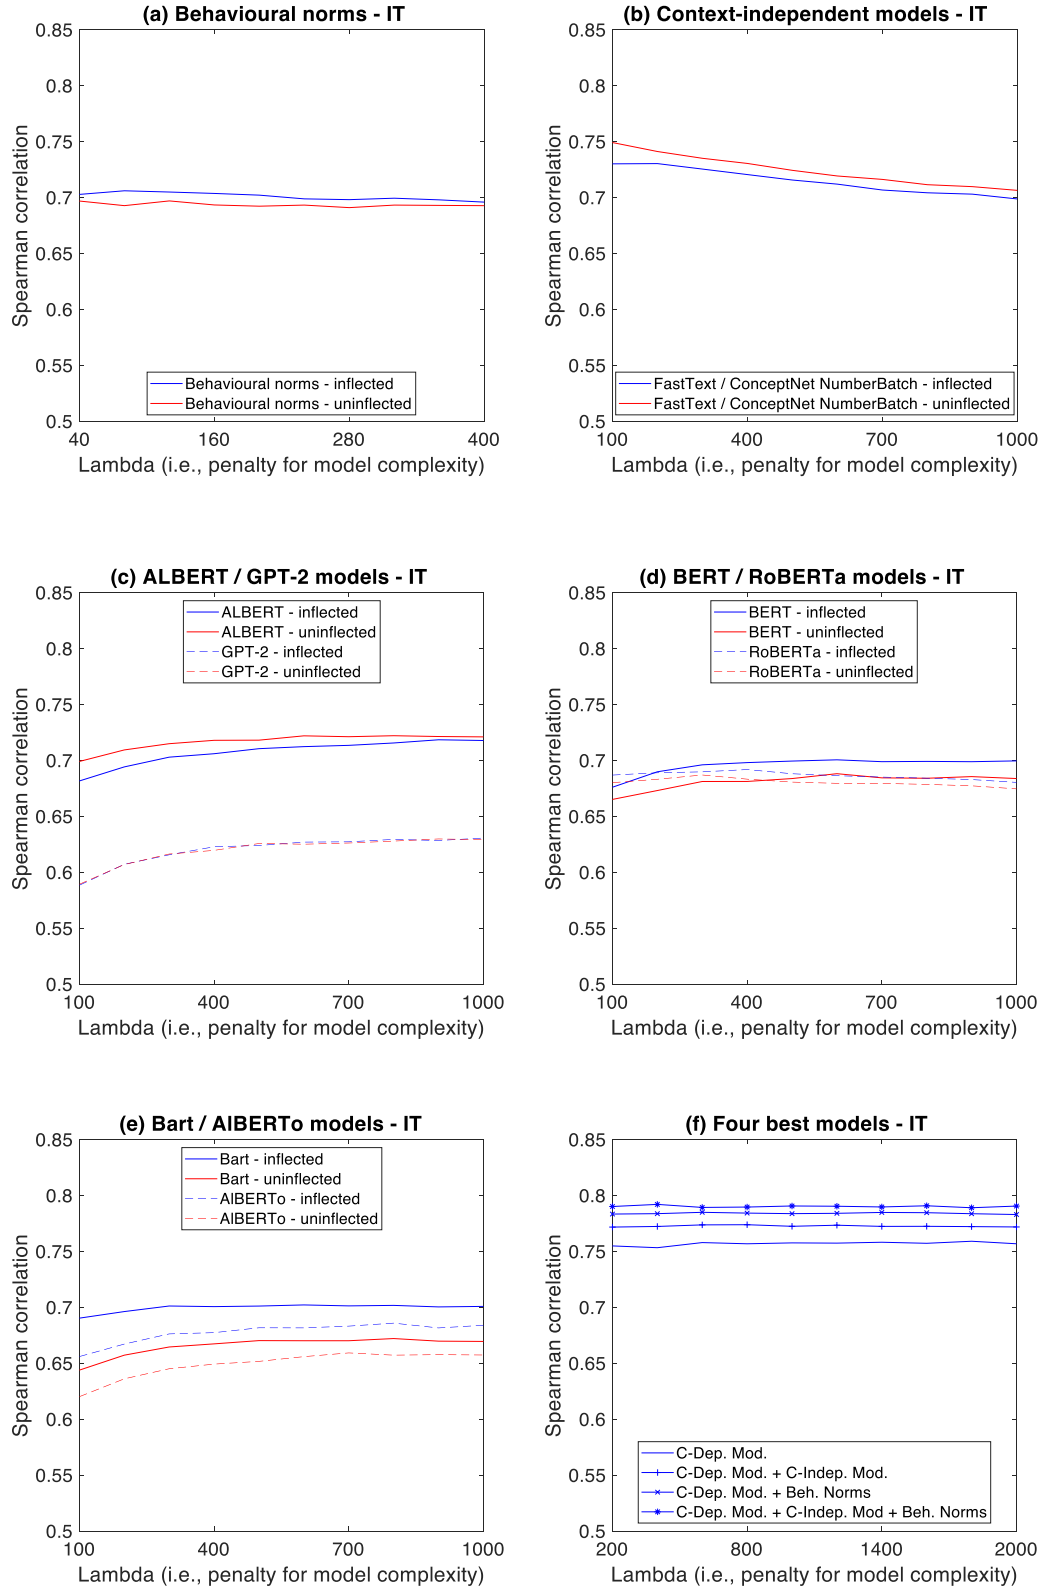 (a) Behavioural norms - IT
0.85
0.8
0.75
0.7
0.65
0.6
0.55
0.5
Spearman correlation
Behavioural norms - inflected
Behavioural norms - uninflected
40 160 280 400
Lambda (i.e., penalty for model complexity)
(b) Context-independent models - IT
0.85
0.8
0.75
0.7
0.65
0.6
0.55
0.5
Spearman correlation
FastText / ConceptNet NumberBatch - inflected
FastText / ConceptNet NumberBatch - uninflected
100 400 700 1000
Lambda (i.e., penalty for model complexity)
(c) ALBERT / GPT-2 models - IT
0.85
0.8
0.75
0.7
0.65
0.6
0.55
0.5
Spearman correlation
ALBERT - inflected
ALBERT - uninflected
GPT-2 - inflected
GPT-2 - uninflected
100 400 700 1000
Lambda (i.e., penalty for model complexity)
(d) BERT / RoBERTa models - IT
0.85
0.8
0.75
0.7
0.65
0.6
0.55
0.5
Spearman correlation
BERT - inflected
BERT - uninflected
RoBERTa - inflected
RoBERTa - uninflected
100 400 700 1000
Lambda (i.e., penalty for model complexity)
(e) Bart / AlBERTo models - IT
0.85
0.8
0.75
0.7
0.65
0.6
0.55
0.5
Spearman correlation
Bart - inflected
Bart - uninflected
AlBERTo - inflected
AlBERTo - uninflected
100 400 700 1000
Lambda (i.e., penalty for model complexity)
(f) Four best models - IT
0.85
0.8
0.75
0.7
0.65
0.6
0.55
0.5
Spearman correlation
C-Dep. Mod.
C-Dep. Mod. + C-Indep. Mod.
C-Dep. Mod. + Beh. Norms
C-Dep. Mod. + C-Indep. Mod + Beh. Norms
200 800 1400 2000
Lambda (i.e., penalty for model complexity)